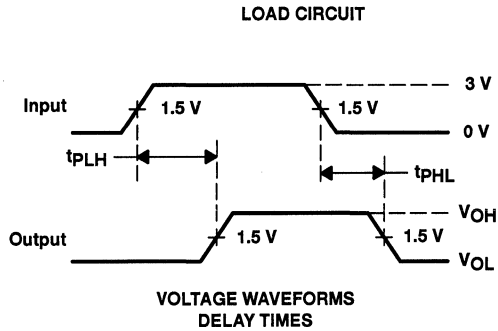 LOAD CIRCUIT
3 V
Input
1.5 V
1.5 V
0 V
tPLH
tPHL
VOH
Output
1.5 V
1.5 V
VOL
VOLTAGE WAVEFORMS
DELAY TIMES